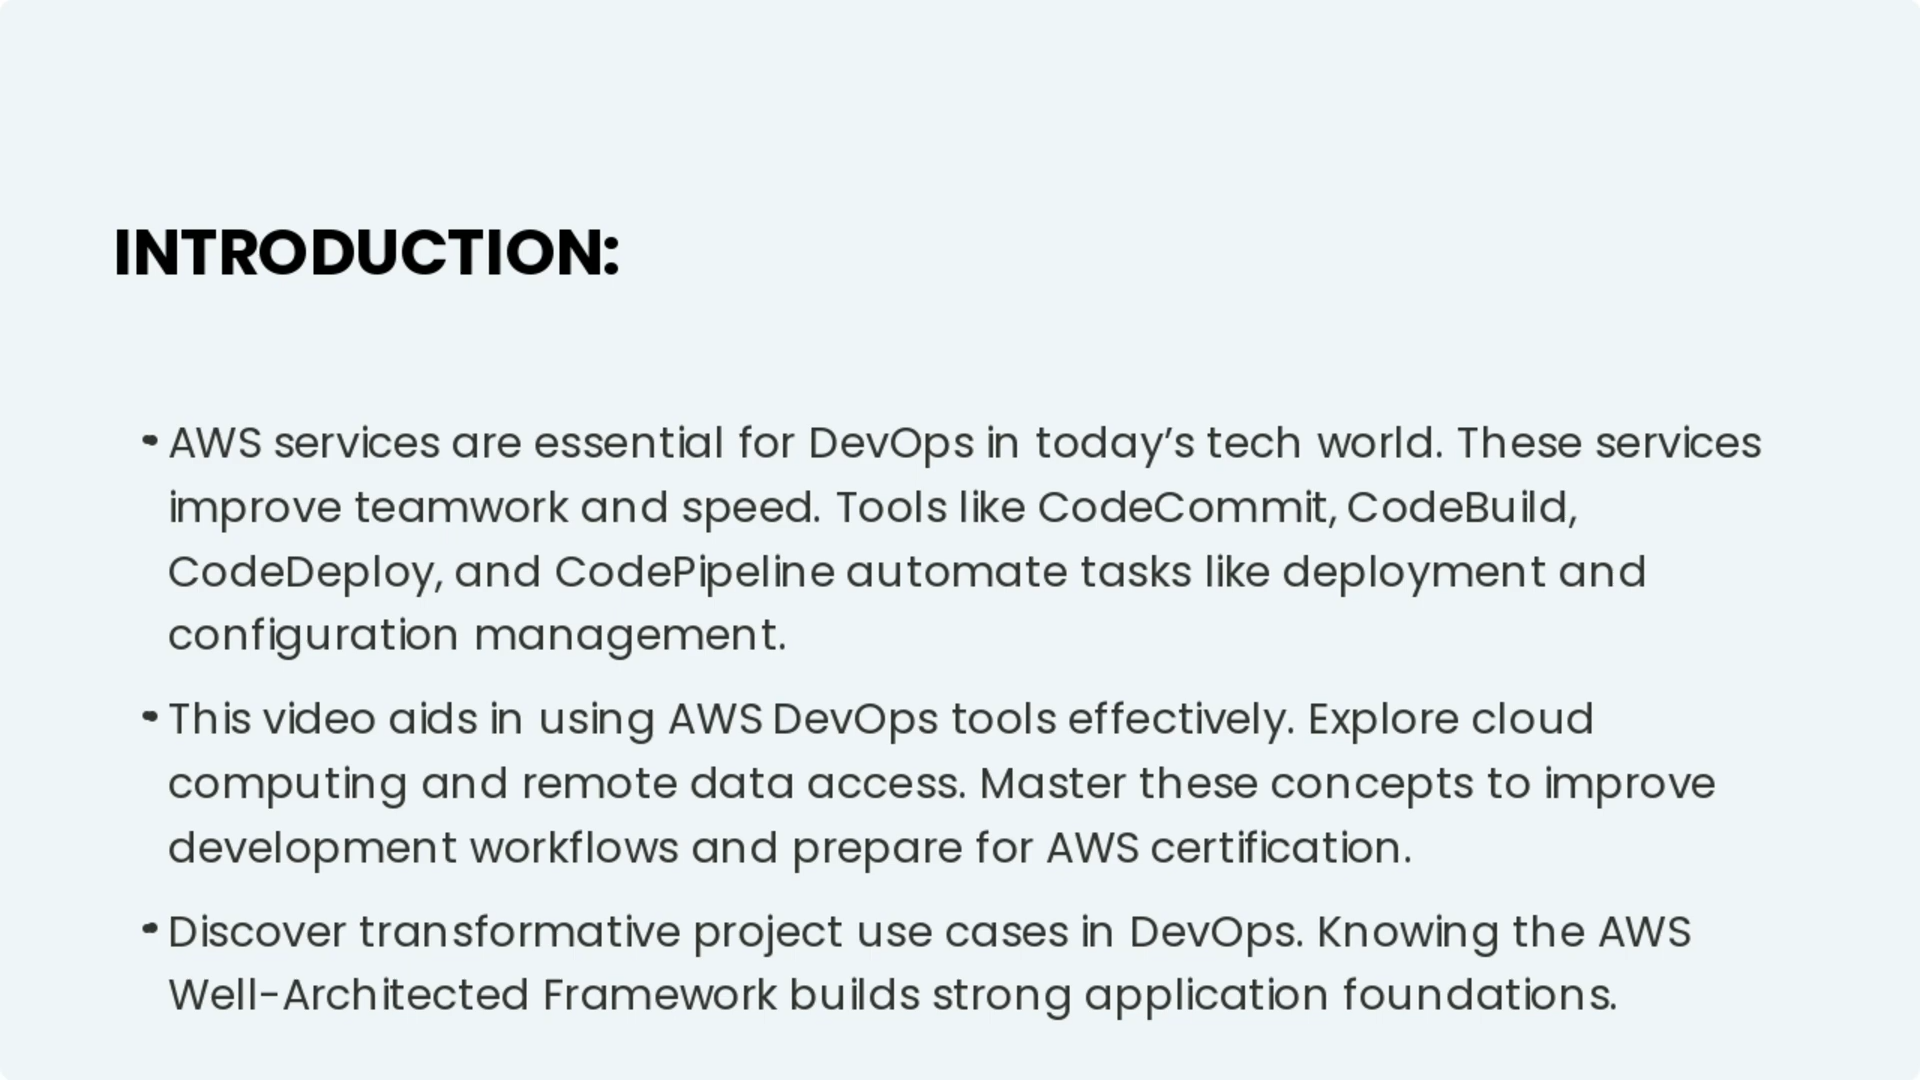 INTRODUCTION:
- AWS services are essential for DevOps in today’s tech world. These services
improve teamwork and speed. Tools like CodeCommit, CodeBuild,
CodeDeploy, and CodePipeline automate tasks like deployment and
configuration management.
- This video aids in using AWS DevOps tools effectively. Explore cloud
computing and remote data access. Master these concepts to improve
development workflows and prepare for AWS certification.
- Discover transformative project use cases in DevOps. Knowing the AWS
Well-Architected Framework builds strong application foundations.